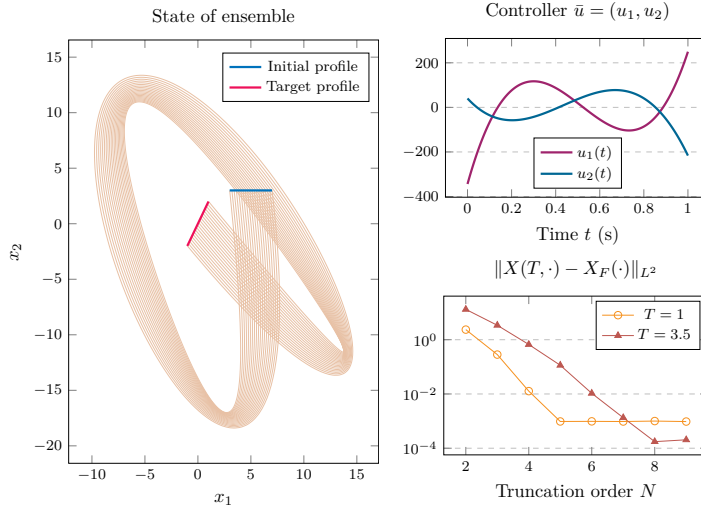 State of ensemble
15
10
5
0
−5
−10
−15
−20
−10
−5
0
5
10
15
x₁
x₂
Initial profile
Target profile
Controller ū = (u₁, u₂)
200
0
−200
−400
0
0.2
0.4
0.6
0.8
1
Time t (s)
u₁(t)
u₂(t)
‖X(T, ·) − X_F(·)‖_{L²}
10⁰
10⁻²
10⁻⁴
2
4
6
8
Truncation order N
T = 1
T = 3.5